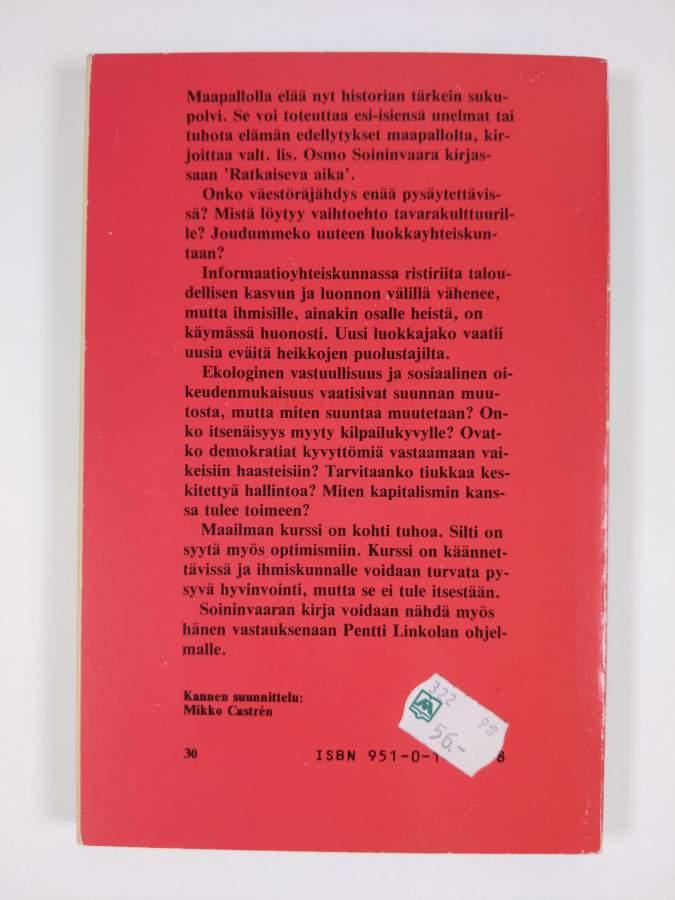 Maapallolla elää nyt historian tärkein suku-
polvi. Se voi toteuttaa esi-isiensä unelmat tai
tuhota elämän edellytykset maapallolta, kir-
joittaa valt. lis. Osmo Soininvaara kirjas-
saan 'Ratkaiseva aika'.
Onko väestöräjähdys enää pysäytettävis-
sä? Mistä löytyy vaihtoehto tavarakulttuuril-
le? Joudummeko uuteen luokkayhteiskun-
taan?
Informaatioyhteiskunnassa ristiriita talou-
dellisen kasvun ja luonnon välillä vähenee,
mutta ihmisille, ainakin osalle heistä, on
käymässä huonosti. Uusi luokkajako vaatii
uusia eväitä heikkojen puolustajilta.
Ekologinen vastuullisuus ja sosiaalinen oi-
keudenmukaisuus vaatisivat suunnan muu-
tosta, mutta miten suuntaa muutetaan? On-
ko itsenäisyys myyty kilpailukyvylle? Ovat-
ko demokratiat kyvyttömiä vastaamaan vai-
keisiin haasteisiin? Tarvitaanko tiukkaa kes-
kitettyä hallintoa? Miten kapitalismin kans-
sa tulee toimeen?
Maailman kurssi on kohti tuhoa. Silti on
syytä myös optimismiin. Kurssi on käännet-
tävissä ja ihmiskunnalle voidaan turvata py-
syvä hyvinvointi, mutta se ei tule itsestään.
Soininvaaran kirja voidaan nähdä myös
hänen vastauksenaan Pentti Linkolan ohjel-
malle.
Kannen suunnittelu:
Mikko Castrén
322
98
56.-
30 ISBN 951-0-1 8